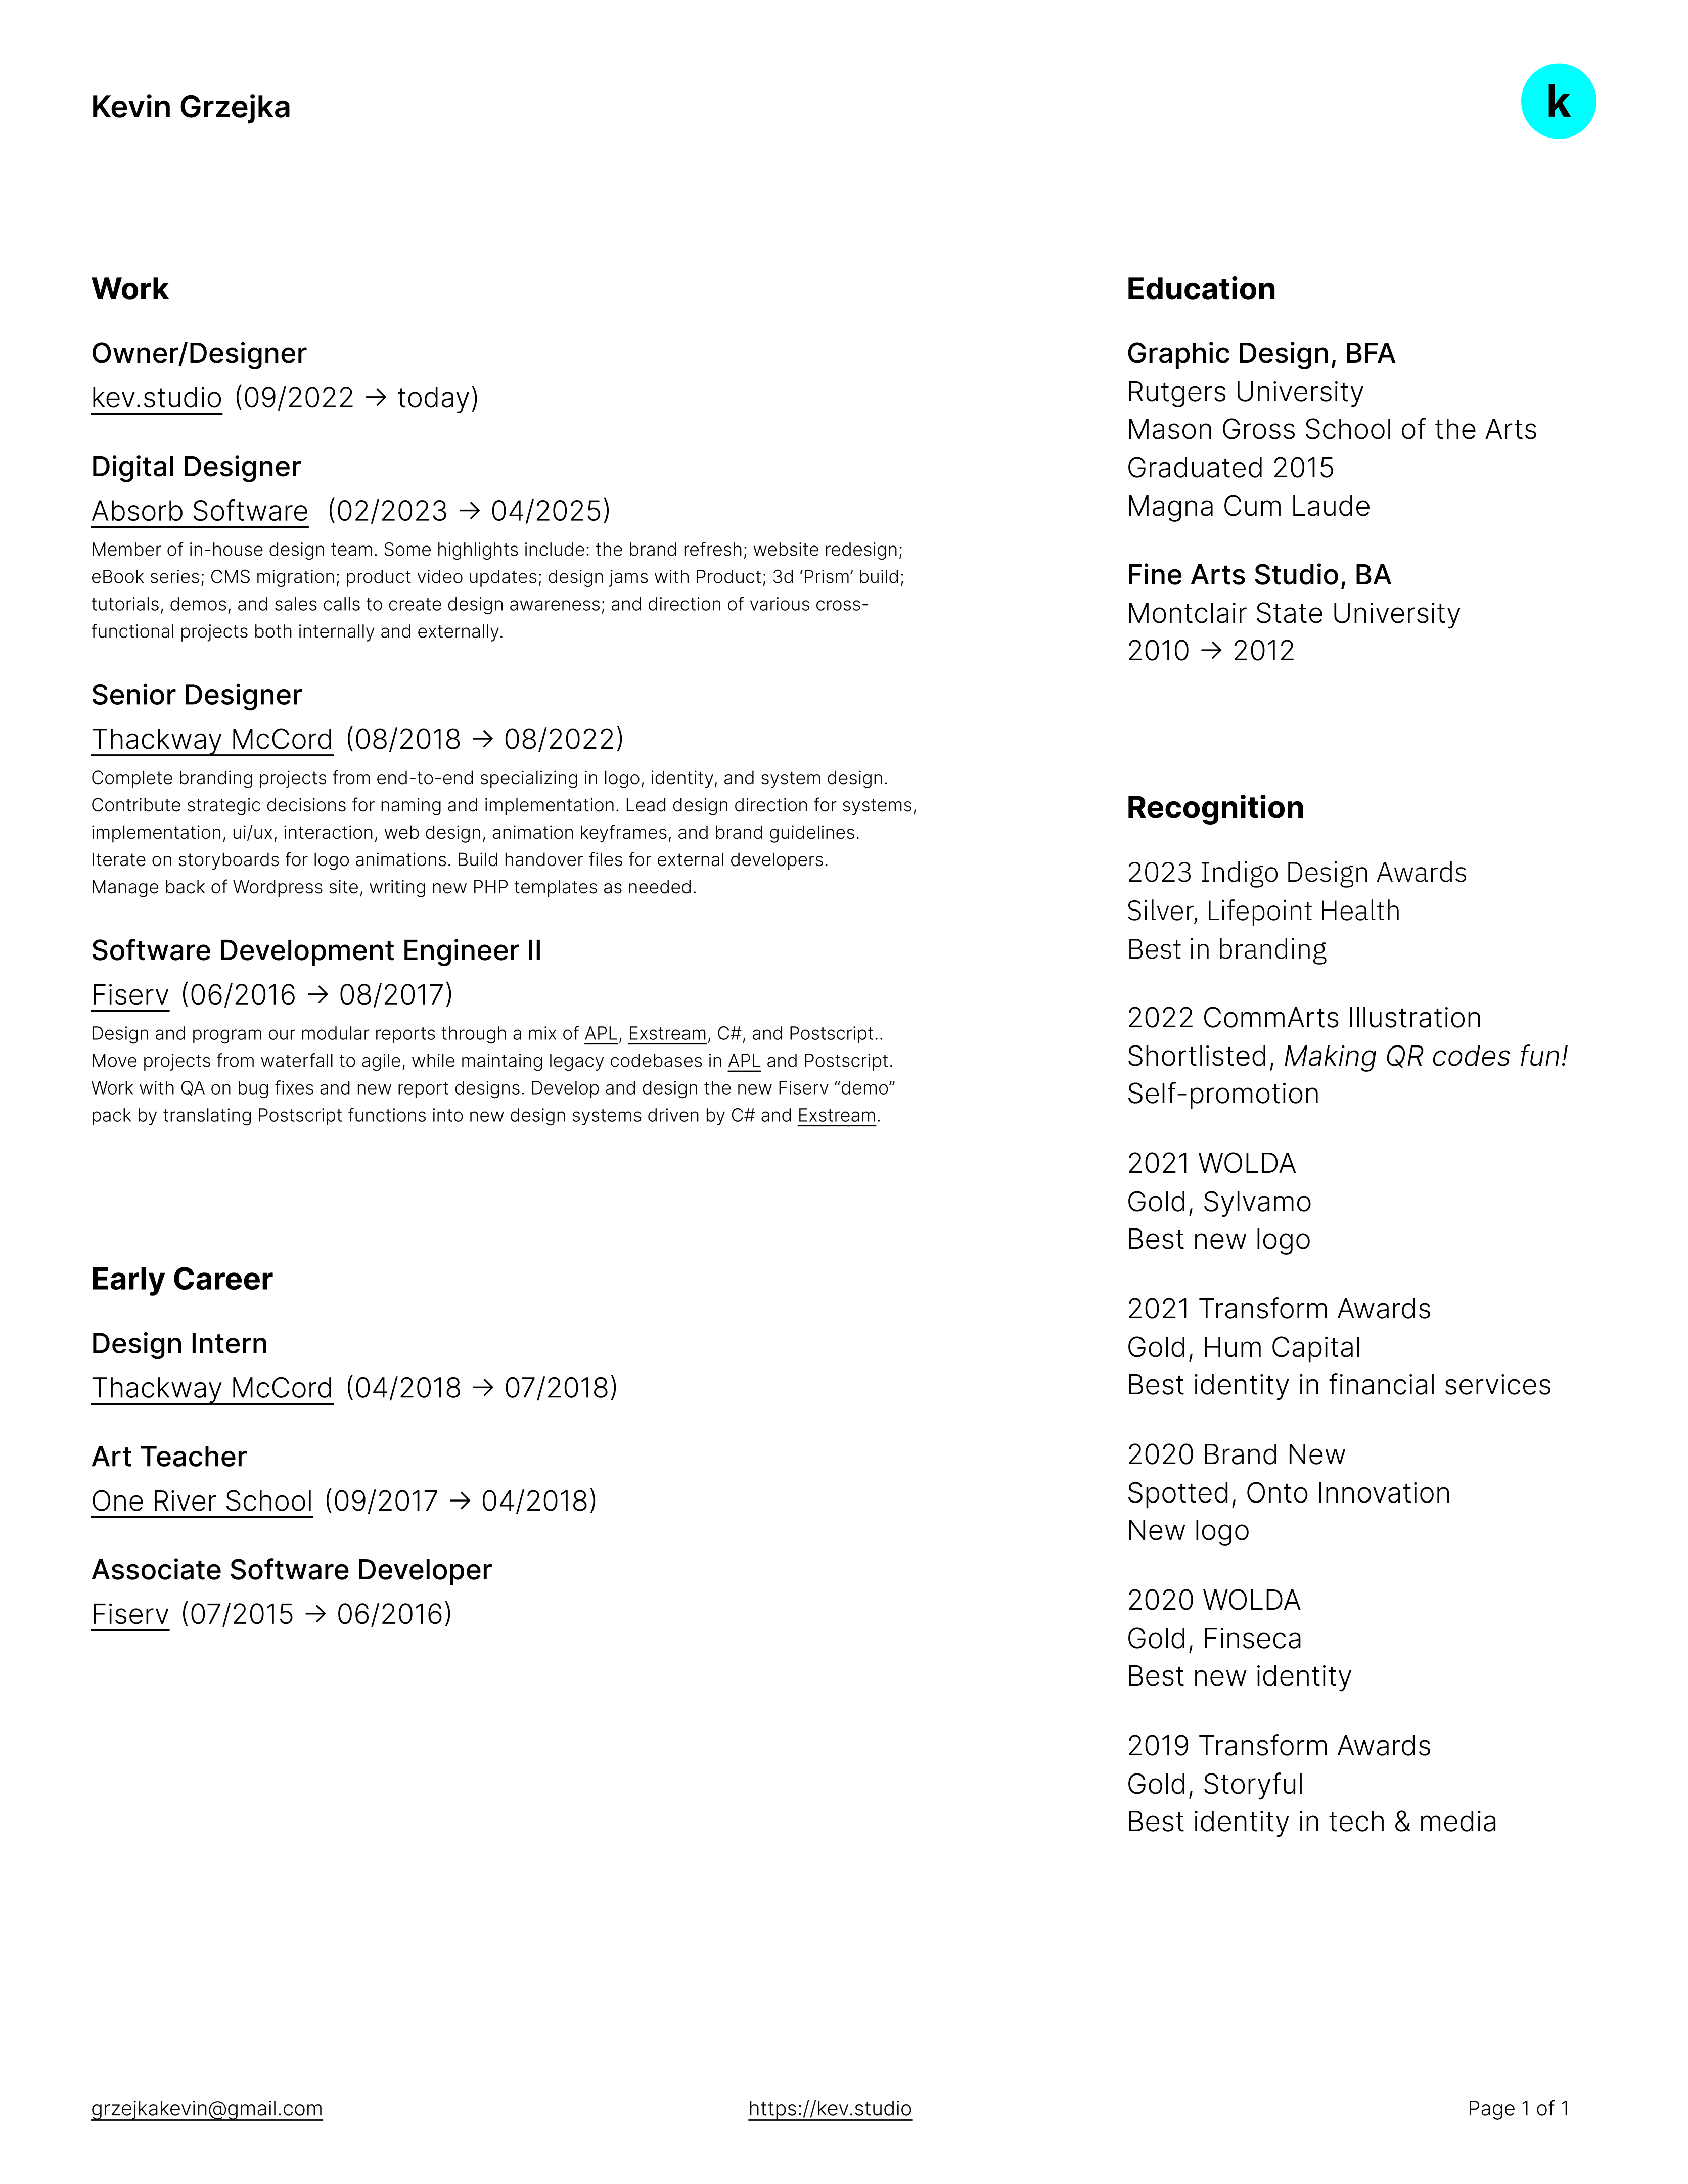 Kevin Grzejka
k
Work
Owner/Designer
kev.studio (09/2022 → today)
Digital Designer
Absorb Software (02/2023 → 04/2025)
Member of in-house design team. Some highlights include: the brand refresh; website redesign;
eBook series; CMS migration; product video updates; design jams with Product; 3d ‘Prism’ build;
tutorials, demos, and sales calls to create design awareness; and direction of various cross-
functional projects both internally and externally.
Senior Designer
Thackway McCord (08/2018 → 08/2022)
Complete branding projects from end-to-end specializing in logo, identity, and system design.
Contribute strategic decisions for naming and implementation. Lead design direction for systems,
implementation, ui/ux, interaction, web design, animation keyframes, and brand guidelines.
Iterate on storyboards for logo animations. Build handover files for external developers.
Manage back of Wordpress site, writing new PHP templates as needed.
Software Development Engineer II
Fiserv (06/2016 → 08/2017)
Design and program our modular reports through a mix of APL, Exstream, C#, and Postscript..
Move projects from waterfall to agile, while maintaing legacy codebases in APL and Postscript.
Work with QA on bug fixes and new report designs. Develop and design the new Fiserv “demo”
pack by translating Postscript functions into new design systems driven by C# and Exstream.
Early Career
Design Intern
Thackway McCord (04/2018 → 07/2018)
Art Teacher
One River School (09/2017 → 04/2018)
Associate Software Developer
Fiserv (07/2015 → 06/2016)
Education
Graphic Design, BFA
Rutgers University
Mason Gross School of the Arts
Graduated 2015
Magna Cum Laude
Fine Arts Studio, BA
Montclair State University
2010 → 2012
Recognition
2023 Indigo Design Awards
Silver, Lifepoint Health
Best in branding
2022 CommArts Illustration
Shortlisted, Making QR codes fun!
Self-promotion
2021 WOLDA
Gold, Sylvamo
Best new logo
2021 Transform Awards
Gold, Hum Capital
Best identity in financial services
2020 Brand New
Spotted, Onto Innovation
New logo
2020 WOLDA
Gold, Finseca
Best new identity
2019 Transform Awards
Gold, Storyful
Best identity in tech & media
grzejkakevin@gmail.com
https://kev.studio
Page 1 of 1